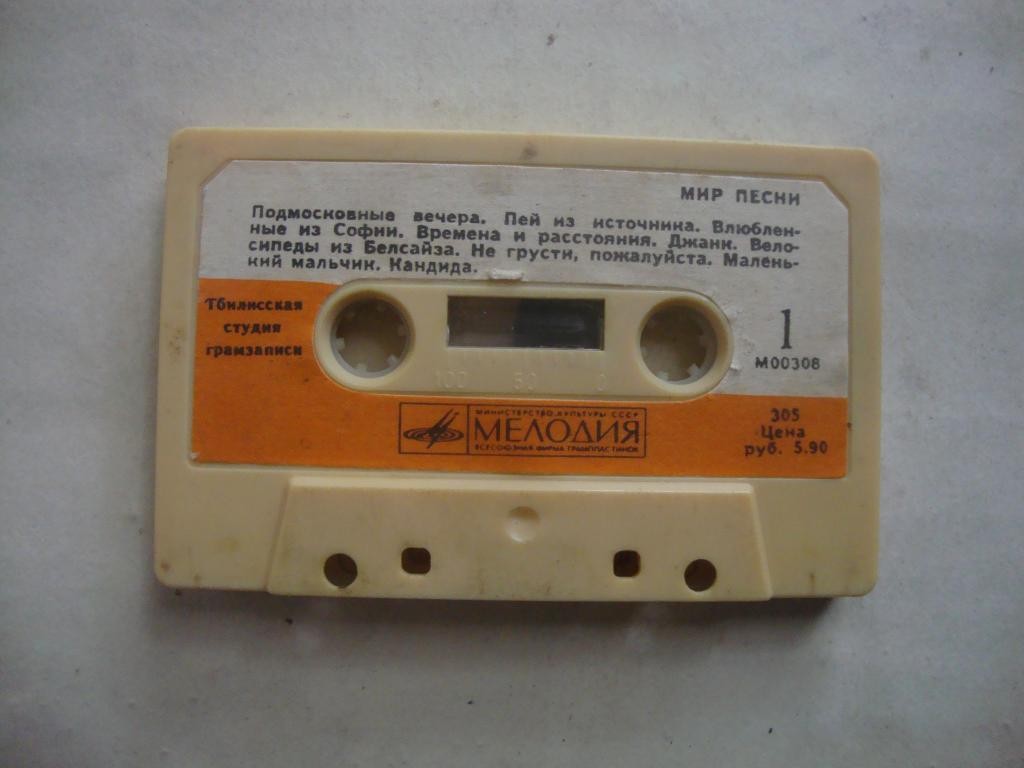 МИР ПЕСНИ
Подмосковные вечера. Пей из источника. Влюблен-
ные из Софии. Времена и расстояния. Джанк. Вело-
сипеды из Белсайза. Не грусти, пожалуйста. Малень-
кий мальчик. Кандида.
Тбилисская
студия
грамзаписи
1
М00308
100 50 0
МИНИСТЕРСТВО КУЛЬТУРЫ СССР
МЕЛОДИЯ
ВСЕСОЮЗНАЯ ФИРМА ГРАМПЛАСТИНОК
305
Цена
руб. 5.90